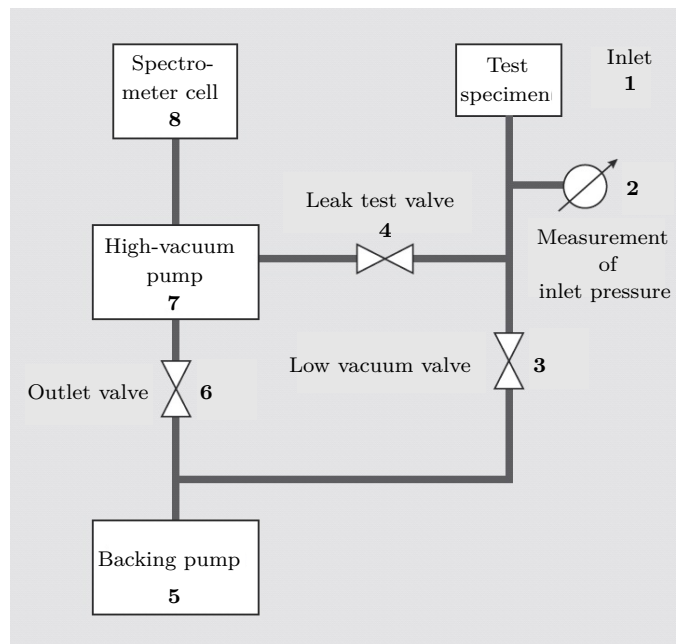 Spectro-
meter cell
8
Test
specimen
Inlet
1
2
Measurement
of
inlet pressure
Leak test valve
4
High-vacuum
pump
7
Low vacuum valve
3
Outlet valve
6
Backing pump
5